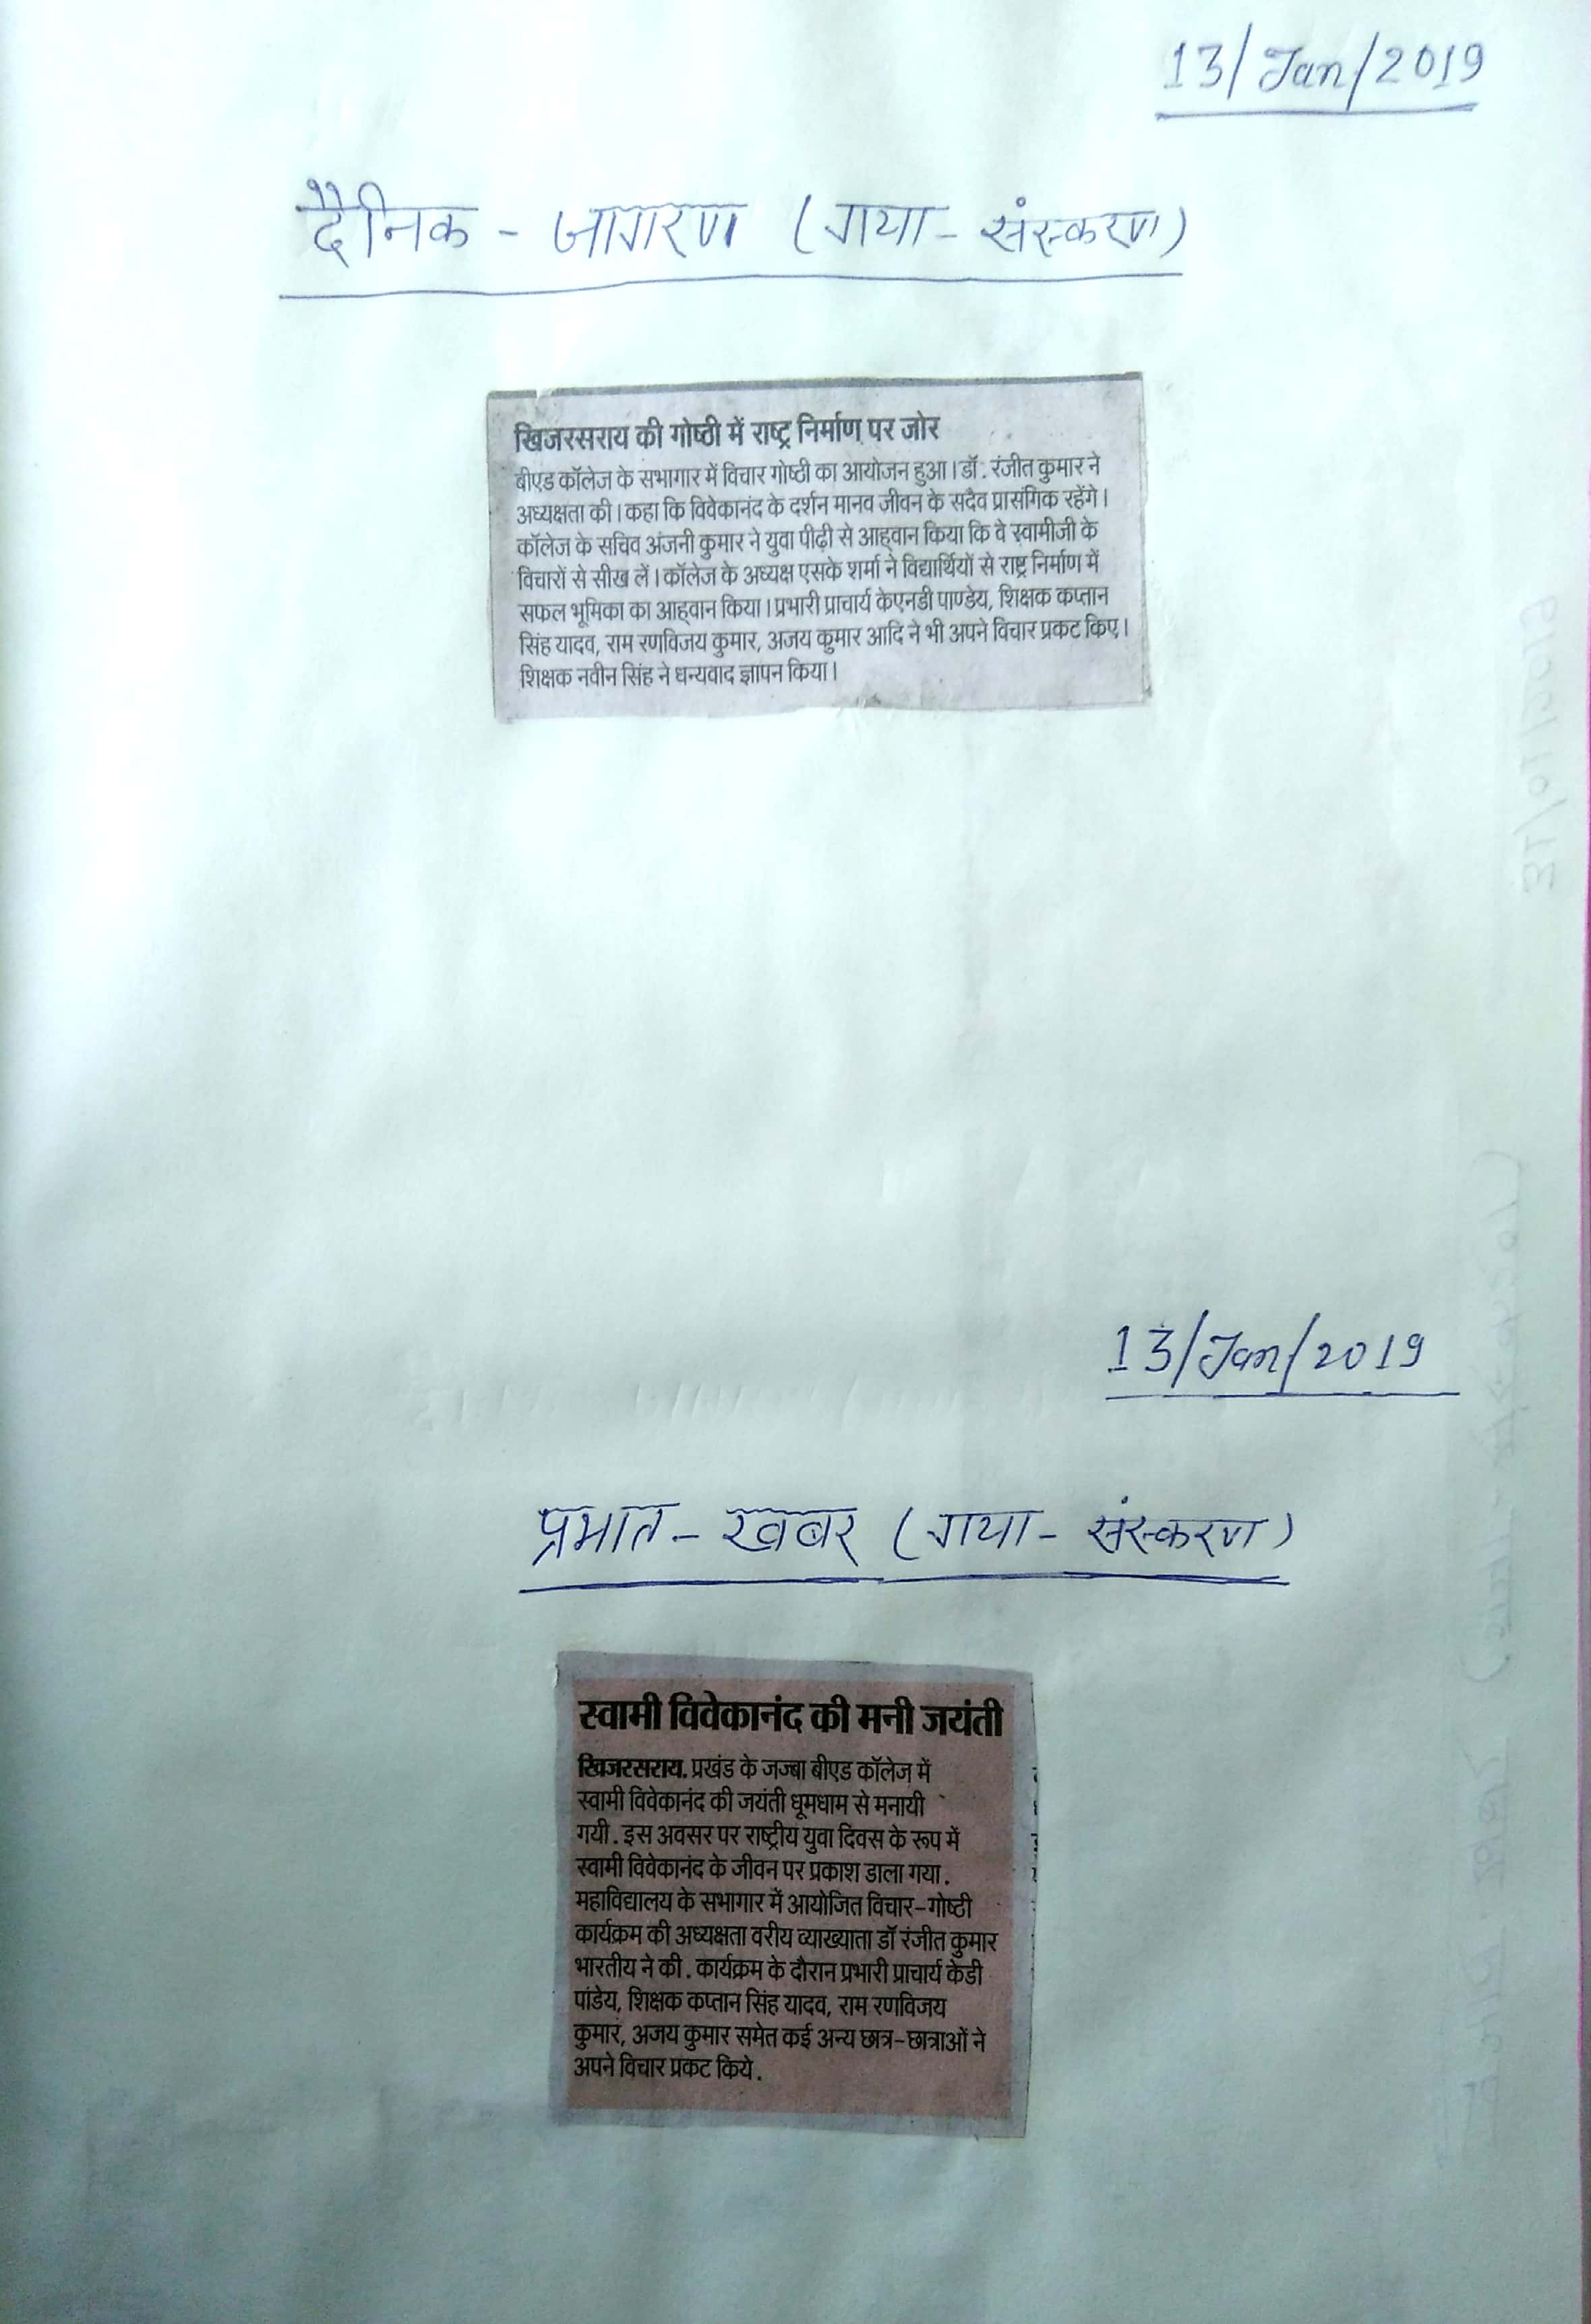 13/Jan/2019
दैनिक - जागरण (गया - संस्करण)
खिजरसराय की गोष्ठी में राष्ट्र निर्माण पर जोर
बीएड कॉलेज के सभागार में विचार गोष्ठी का आयोजन हुआ। डॉ. रंजीत कुमार ने
अध्यक्षता की। कहा कि विवेकानंद के दर्शन मानव जीवन के सदैव प्रासंगिक रहेंगे।
कॉलेज के सचिव अंजनी कुमार ने युवा पीढ़ी से आह्वान किया कि वे स्वामीजी के
विचारों से सीख लें। कॉलेज के अध्यक्ष एसके शर्मा ने विद्यार्थियों से राष्ट्र निर्माण में
सफल भूमिका का आह्वान किया। प्रभारी प्राचार्य केएनडी पाण्डेय, शिक्षक कप्तान
सिंह यादव, राम रणविजय कुमार, अजय कुमार आदि ने भी अपने विचार प्रकट किए।
शिक्षक नवीन सिंह ने धन्यवाद ज्ञापन किया।
13/Jan/2019
प्रभात - खबर (गया - संस्करण)
स्वामी विवेकानंद की मनी जयंती
खिजरसराय. प्रखंड के जज्बा बीएड कॉलेज में
स्वामी विवेकानंद की जयंती धूमधाम से मनायी
गयी. इस अवसर पर राष्ट्रीय युवा दिवस के रूप में
स्वामी विवेकानंद के जीवन पर प्रकाश डाला गया.
महाविद्यालय के सभागार में आयोजित विचार-गोष्टी
कार्यक्रम की अध्यक्षता वरीय व्याख्याता डॉ रंजीत कुमार
भारतीय ने की. कार्यक्रम के दौरान प्रभारी प्राचार्य केडी
पांडेय, शिक्षक कप्तान सिंह यादव, राम रणविजय
कुमार, अजय कुमार समेत कई अन्य छात्र-छात्राओं ने
अपने विचार प्रकट किये.